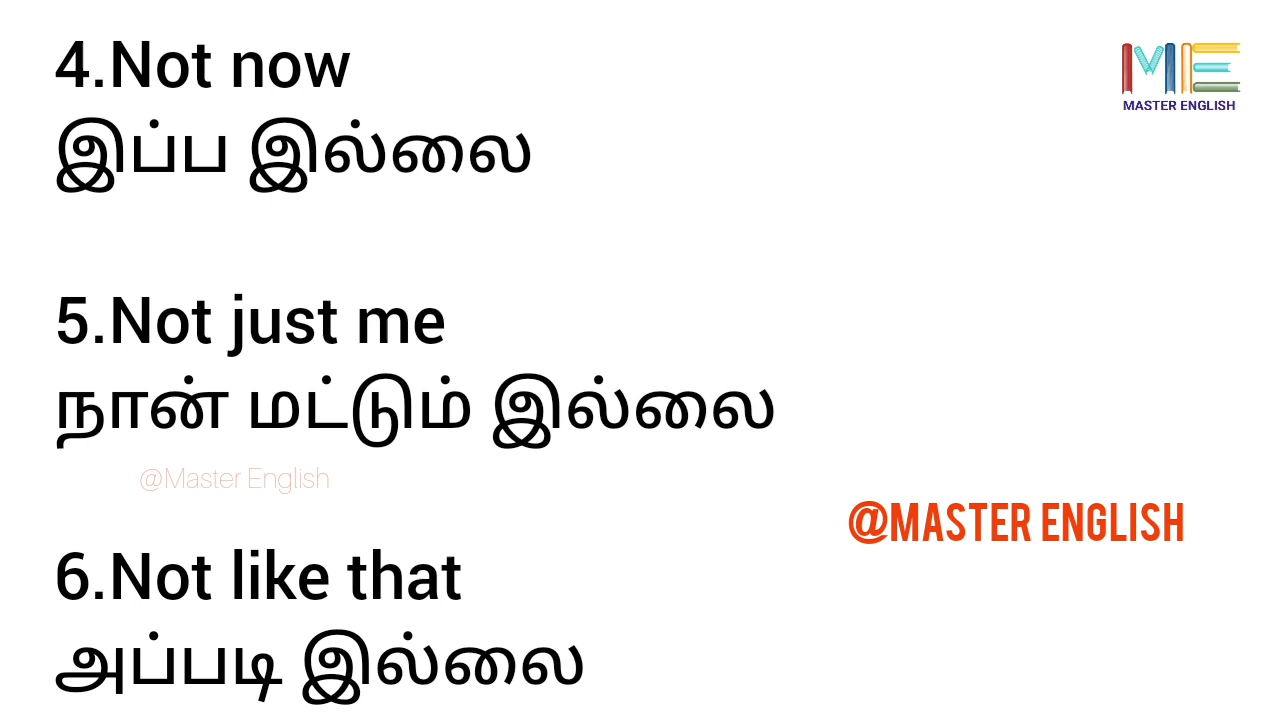 4.Not now
இப்ப இல்லை
MASTER ENGLISH
5.Not just me
நான் மட்டும் இல்லை
@Master English
@MASTER ENGLISH
6.Not like that
அப்படி இல்லை